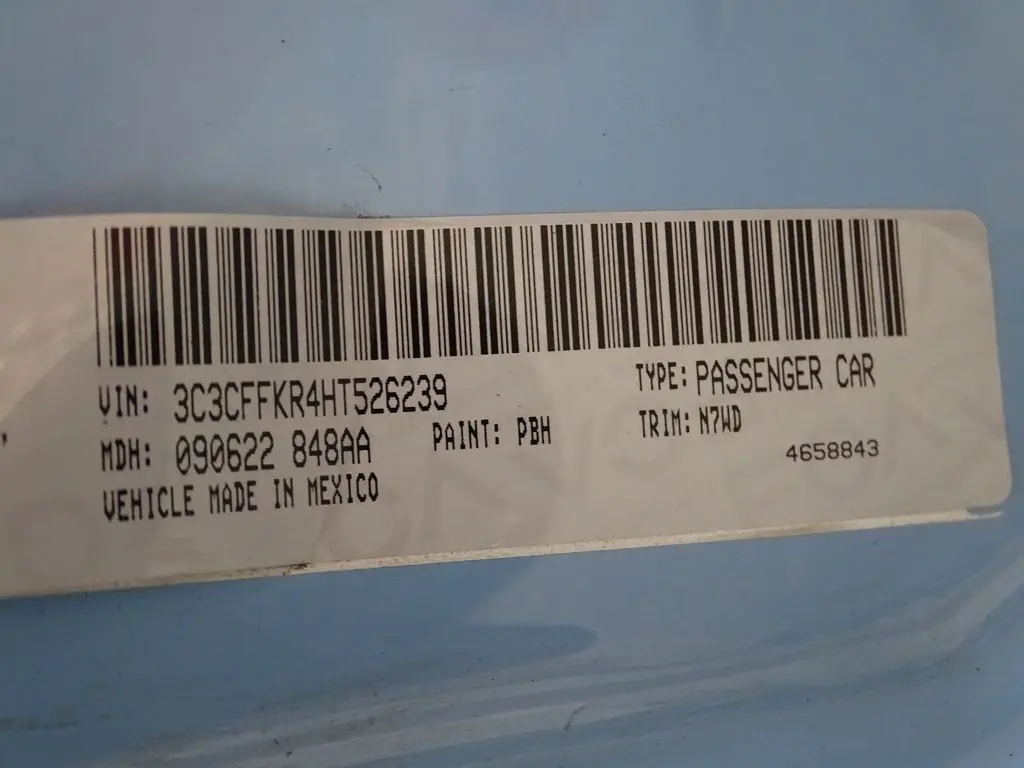 VIN: 3C3CFFKR4HT526239
TYPE: PASSENGER CAR
MDH: 090622 848AA
PAINT: PBH
TRIM: N7WD
4658843
VEHICLE MADE IN MEXICO